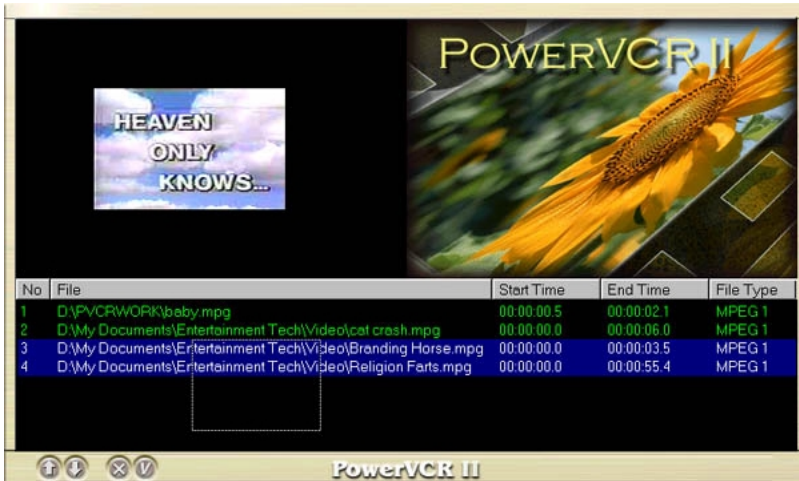 POWERVCR II
HEAVEN
ONLY
KNOWS...
No File Start Time End Time File Type
1 D:\PVCRWORK\baby.mpg 00:00:00.5 00:00:02.1 MPEG 1
2 D:\My Documents\Entertainment Tech\Video\cat crash.mpg 00:00:00.0 00:00:06.0 MPEG 1
3 D:\My Documents\Entertainment Tech\Video\Branding Horse.mpg 00:00:00.0 00:00:03.5 MPEG 1
4 D:\My Documents\Entertainment Tech\Video\Religion Farts.mpg 00:00:00.0 00:00:55.4 MPEG 1
PowerVCR II